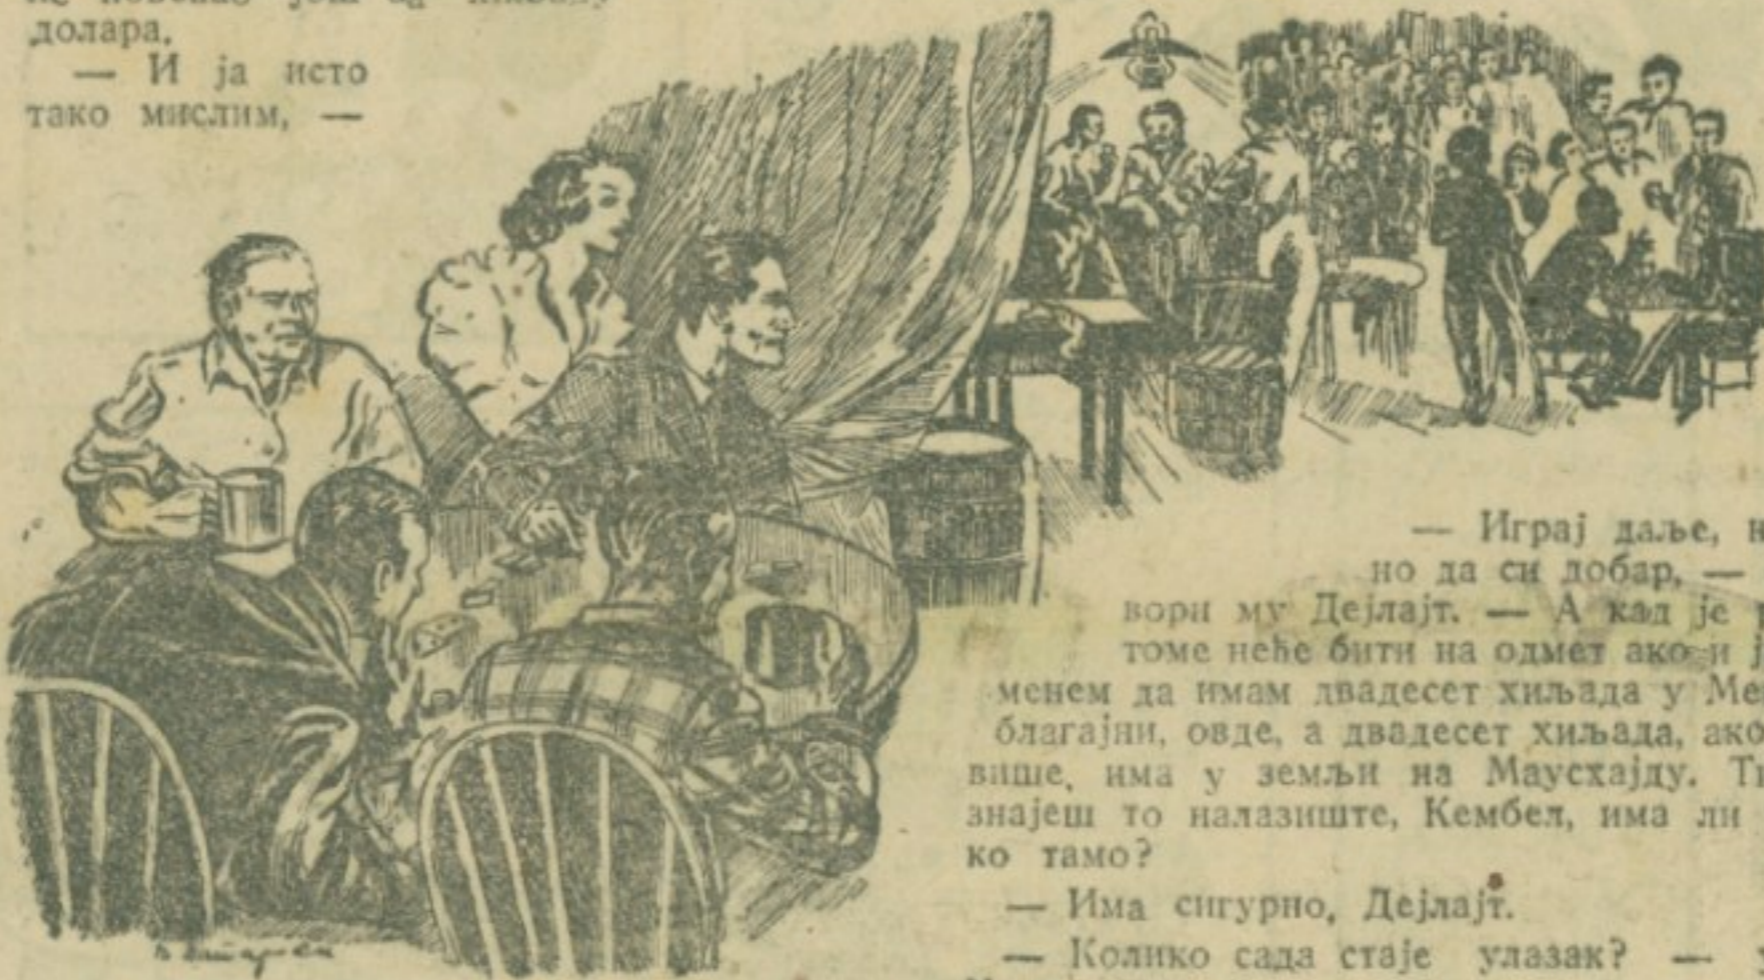 долара.
— И ја исто
тако мислим, —
— Играј даље,
но да си добар, —
вори му Дејлајт. — А кад је
томе неће бити на одмет ако и
менем да имам двадесет хиљада у
благајни, овде, а двадесет хиљада, ако
више, има у земљи на Маусхајду.
знајеш то налазиште, Кембел, има ли
ко тамо?
— Има сигурно, Дејлајт.
— Колико сада стаје улазак? —